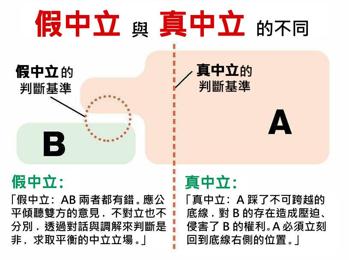 假中立 與 真中立 的不同
假中立的
判斷基準
真中立的
判斷基準
A
B
假中立:
「假中立: AB 兩者都有錯。應公
平傾聽雙方的意見,不對立也不
分別,透過對話與調解來判斷是
非,求取平衡的中立立場。」
真中立:
「真中立: A 踩了不可跨越的
底線,對 B 的存在造成壓迫、
侵害了 B 的權利。A 必須立刻
回到底線右側的位置。」